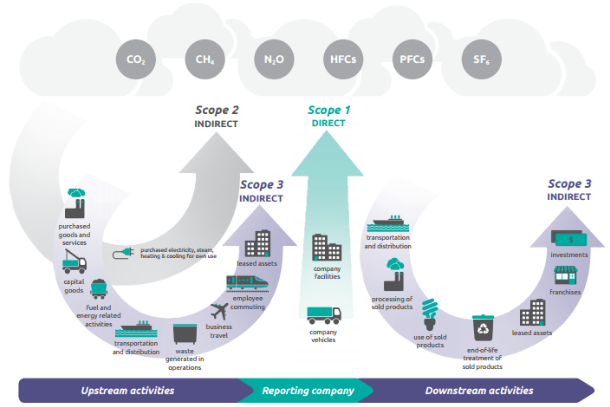 CO2
CH4
N2O
HFCs
PFCs
SF6
Scope 2
INDIRECT
Scope 1
DIRECT
Scope 3
INDIRECT
Scope 3
INDIRECT
purchased
goods and
services
capital
goods
fuel and
energy related
activities
transportation
and distribution
waste
generated in
operations
business
travel
employee
commuting
leased assets
purchased electricity, steam,
heating & cooling for own use
company
facilities
company
vehicles
transportation
and distribution
processing of
sold products
use of sold
products
end-of-life
treatment of
sold products
leased assets
franchises
investments
$
Upstream activities
Reporting company
Downstream activities